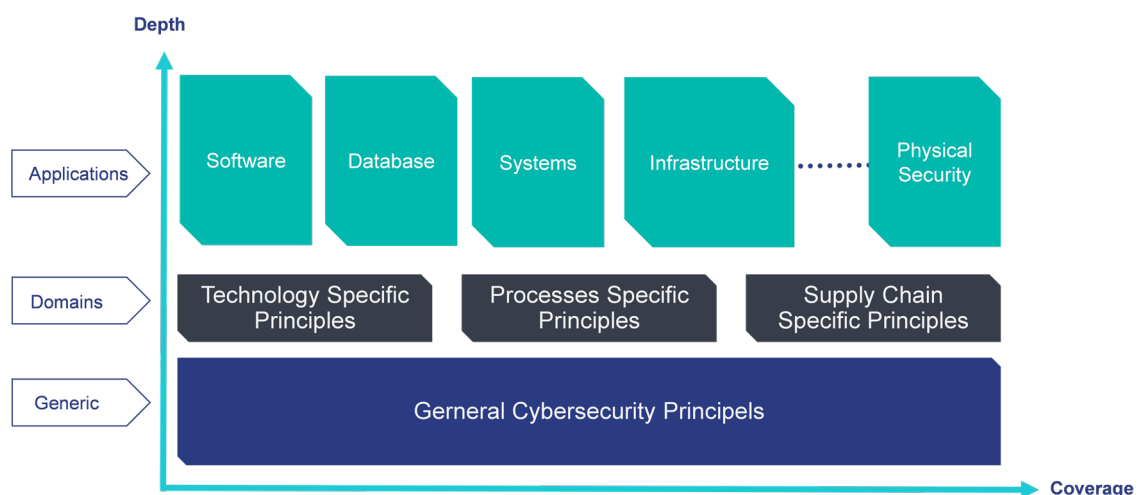 Depth
Applications
Software
Database
Systems
Infrastructure
Physical
Security
Domains
Technology Specific
Principles
Processes Specific
Principles
Supply Chain
Specific Principles
Generic
Gerneral Cybersecurity Principels
Coverage